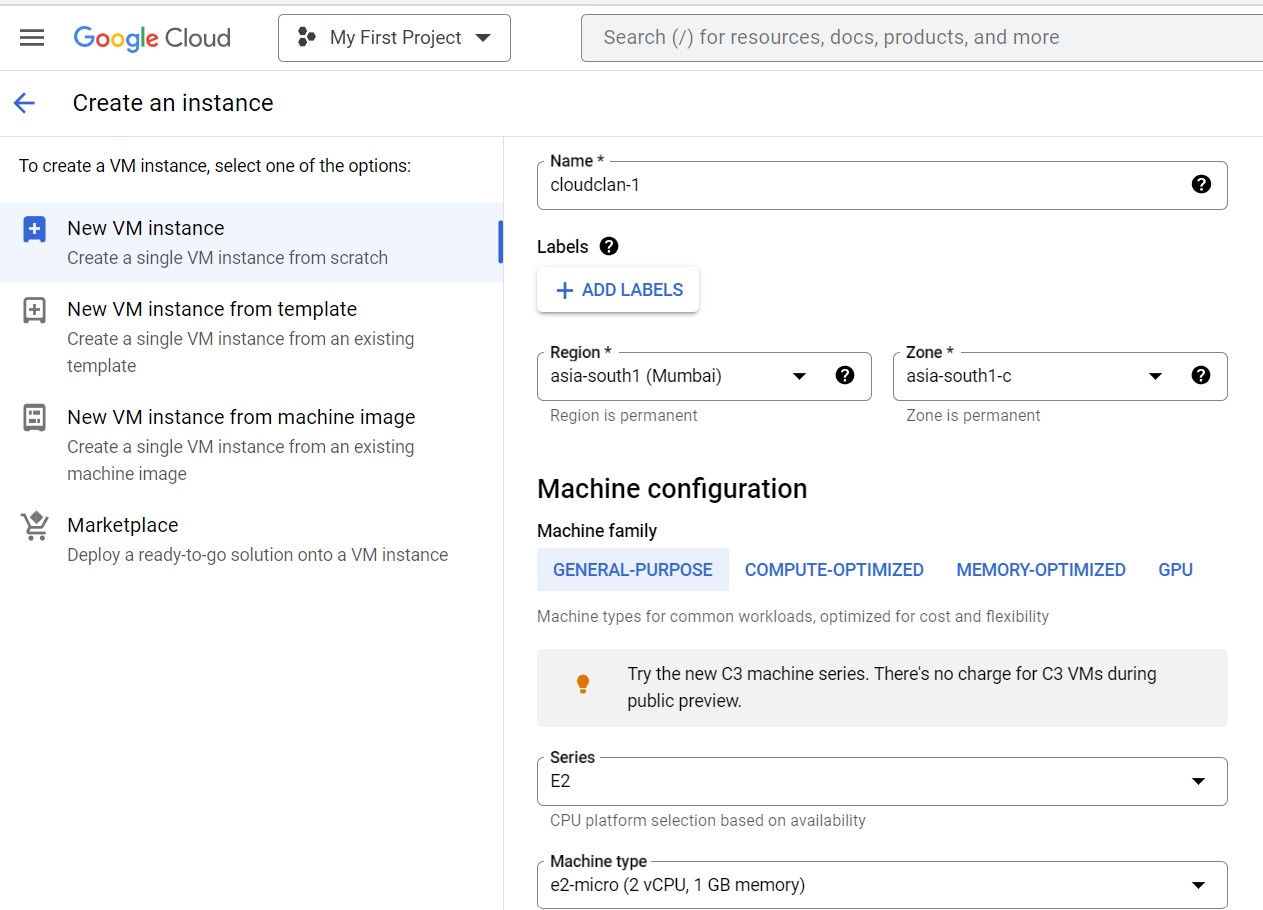 Google Cloud
My First Project
Search (/) for resources, docs, products, and more
Create an instance
To create a VM instance, select one of the options:
New VM instance
Create a single VM instance from scratch
New VM instance from template
Create a single VM instance from an existing
template
New VM instance from machine image
Create a single VM instance from an existing
machine image
Marketplace
Deploy a ready-to-go solution onto a VM instance
Name *
cloudclan-1
Labels
ADD LABELS
Region *
asia-south1 (Mumbai)
Region is permanent
Zone *
asia-south1-c
Zone is permanent
Machine configuration
Machine family
GENERAL-PURPOSE COMPUTE-OPTIMIZED MEMORY-OPTIMIZED GPU
Machine types for common workloads, optimized for cost and flexibility
Try the new C3 machine series. There's no charge for C3 VMs during
public preview.
Series
E2
CPU platform selection based on availability
Machine type
e2-micro (2 vCPU, 1 GB memory)